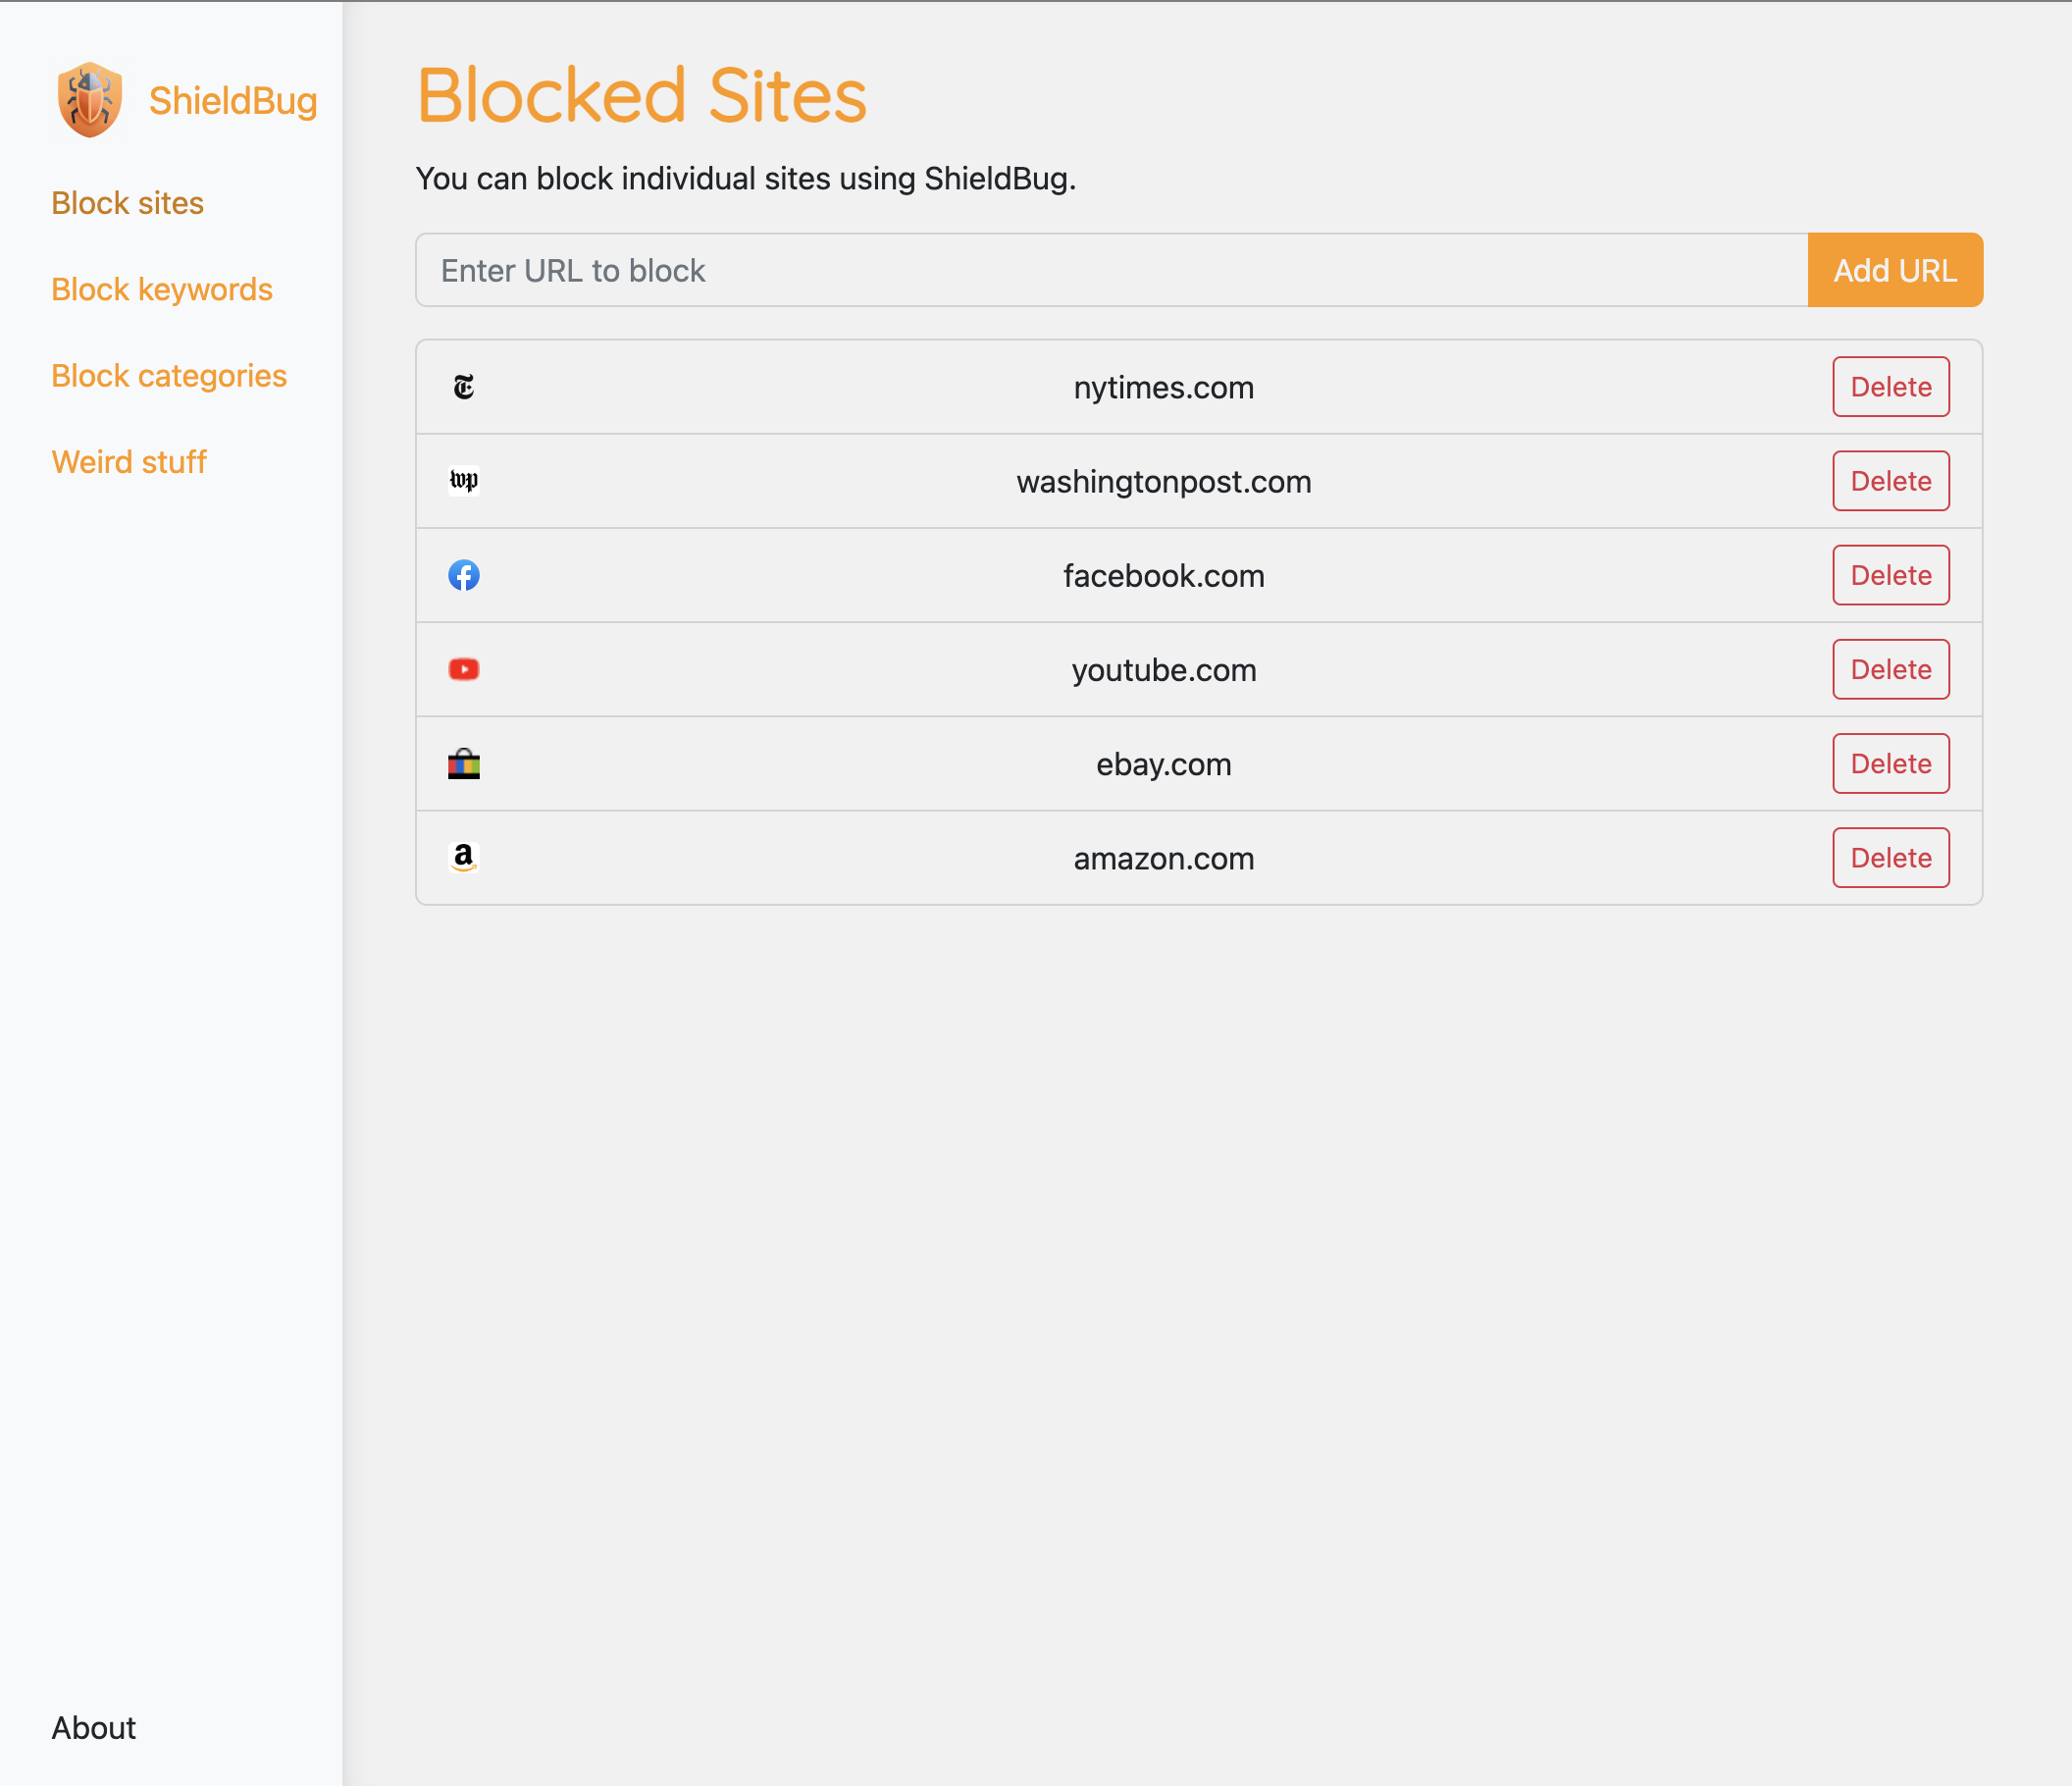 ShieldBug
Block sites
Block keywords
Block categories
Weird stuff
About
Blocked Sites
You can block individual sites using ShieldBug.
Enter URL to block
Add URL
nytimes.com Delete
washingtonpost.com Delete
facebook.com Delete
youtube.com Delete
ebay.com Delete
amazon.com Delete